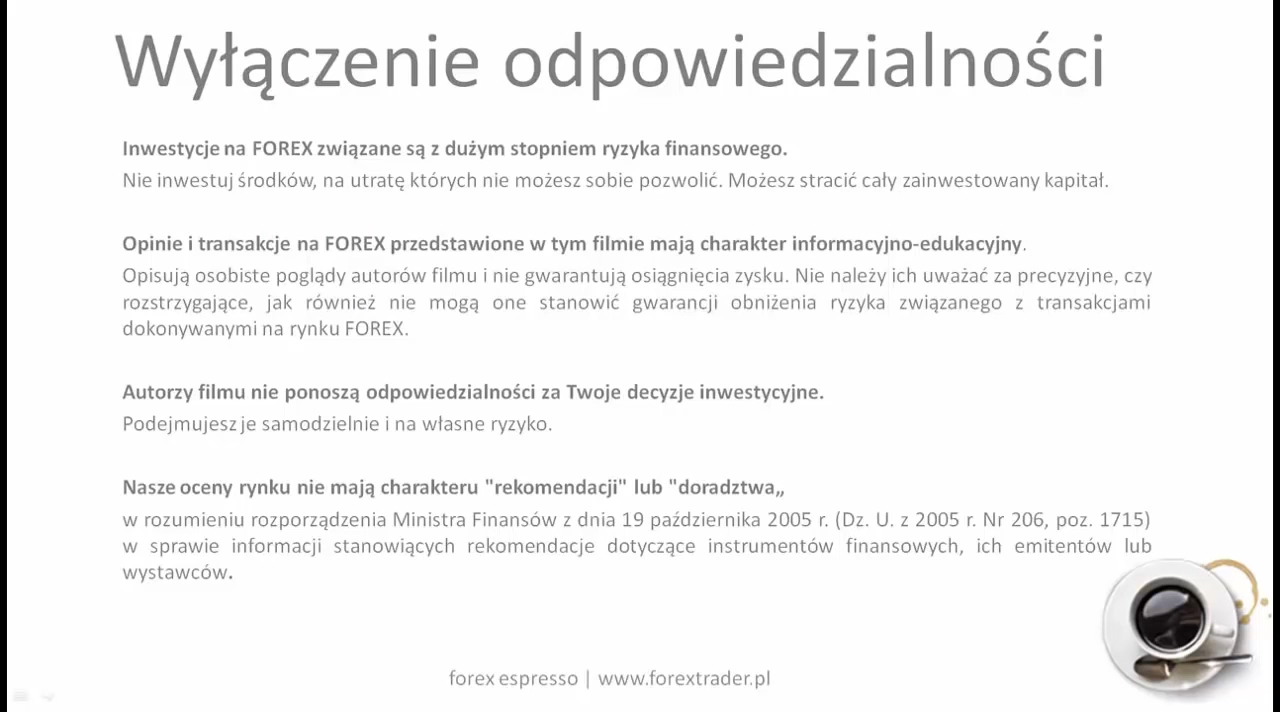 Wyłączenie odpowiedzialności
Inwestycje na FOREX związane są z dużym stopniem ryzyka finansowego.
Nie inwestuj środków, na utratę których nie możesz sobie pozwolić. Możesz stracić cały zainwestowany kapitał.
Opinie i transakcje na FOREX przedstawione w tym filmie mają charakter informacyjno-edukacyjny.
Opisują osobiste poglądy autorów filmu i nie gwarantują osiągnięcia zysku. Nie należy ich uważać za precyzyjne, czy
rozstrzygające, jak również nie mogą one stanowić gwarancji obniżenia ryzyka związanego z transakcjami
dokonywanymi na rynku FOREX.
Autorzy filmu nie ponoszą odpowiedzialności za Twoje decyzje inwestycyjne.
Podejmujesz je samodzielnie i na własne ryzyko.
Nasze oceny rynku nie mają charakteru "rekomendacji" lub "doradztwa„
w rozumieniu rozporządzenia Ministra Finansów z dnia 19 października 2005 r. (Dz. U. z 2005 r. Nr 206, poz. 1715)
w sprawie informacji stanowiących rekomendacje dotyczące instrumentów finansowych, ich emitentów lub
wystawców.
forex espresso | www.forextrader.pl